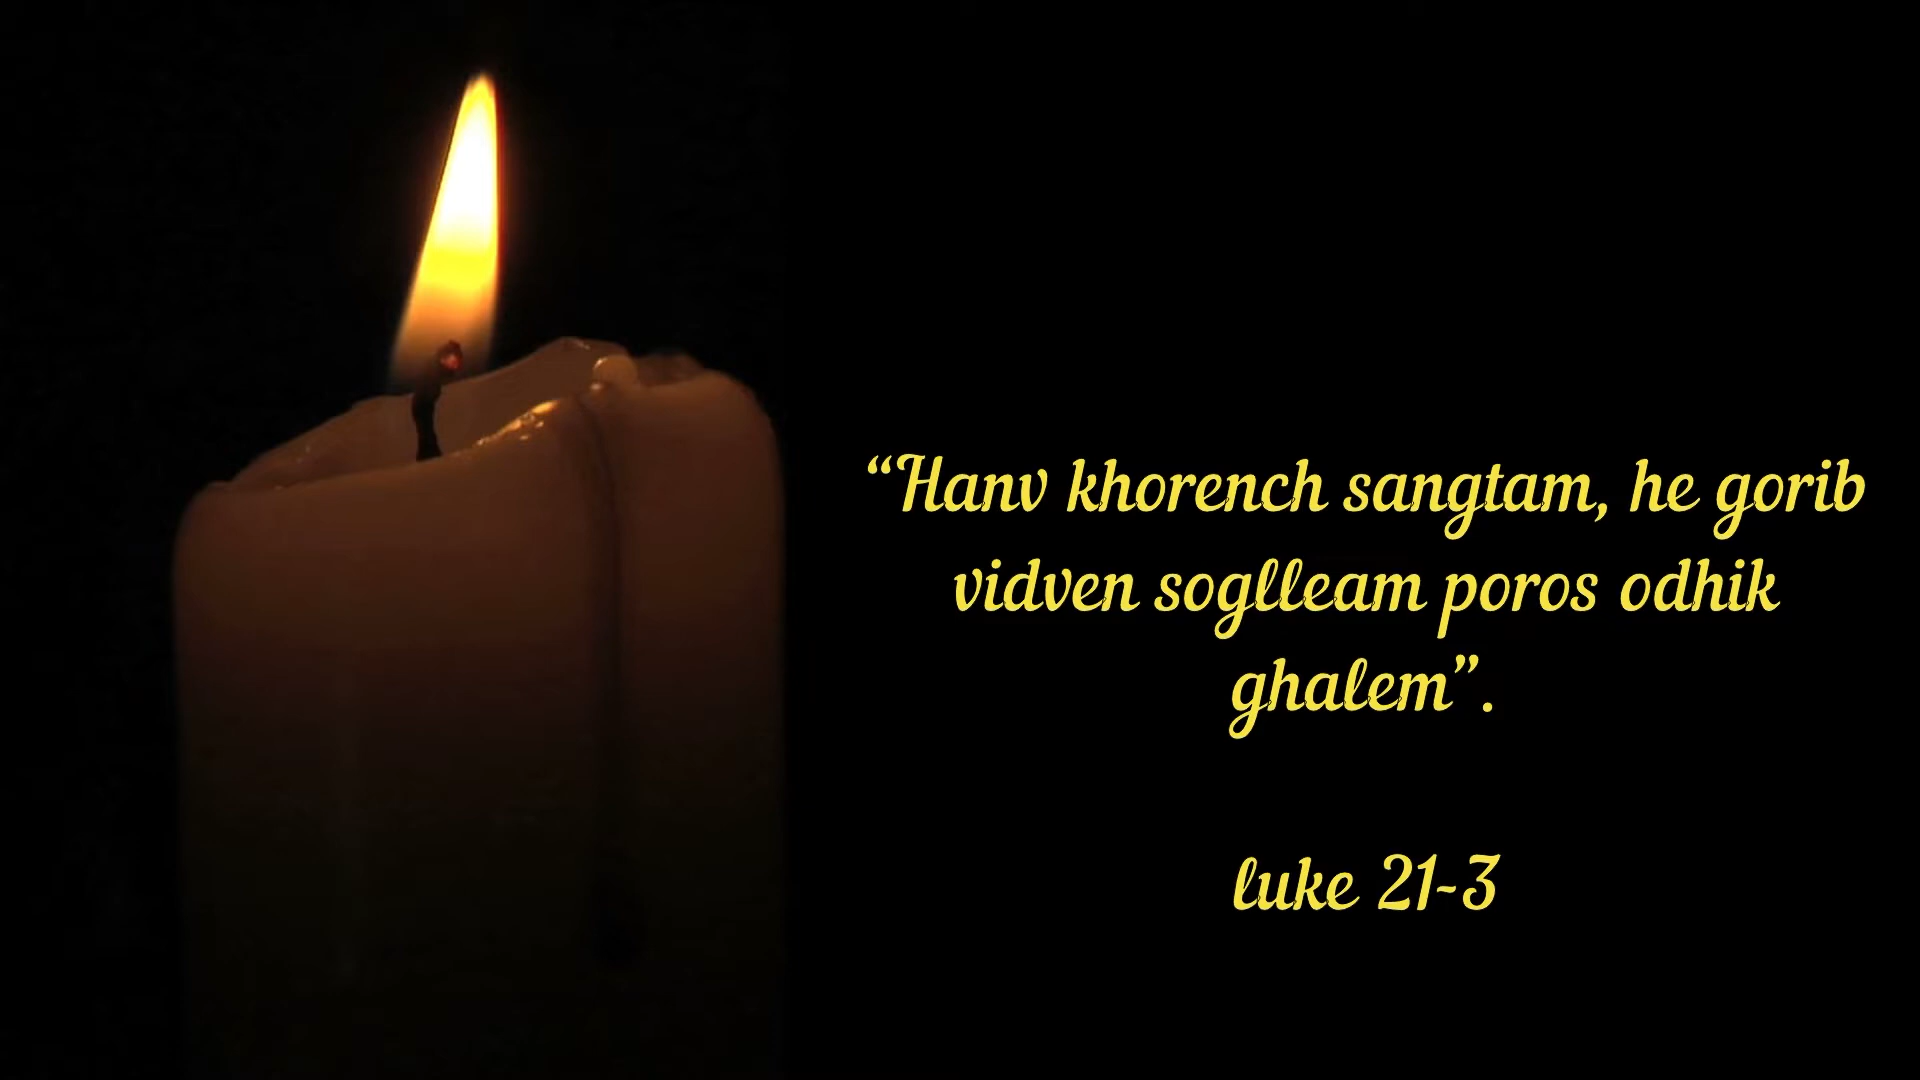 “Hanv khorench sangtam, he gorib
vidven soglleam poros odhik
ghalem”.
luke 21-3